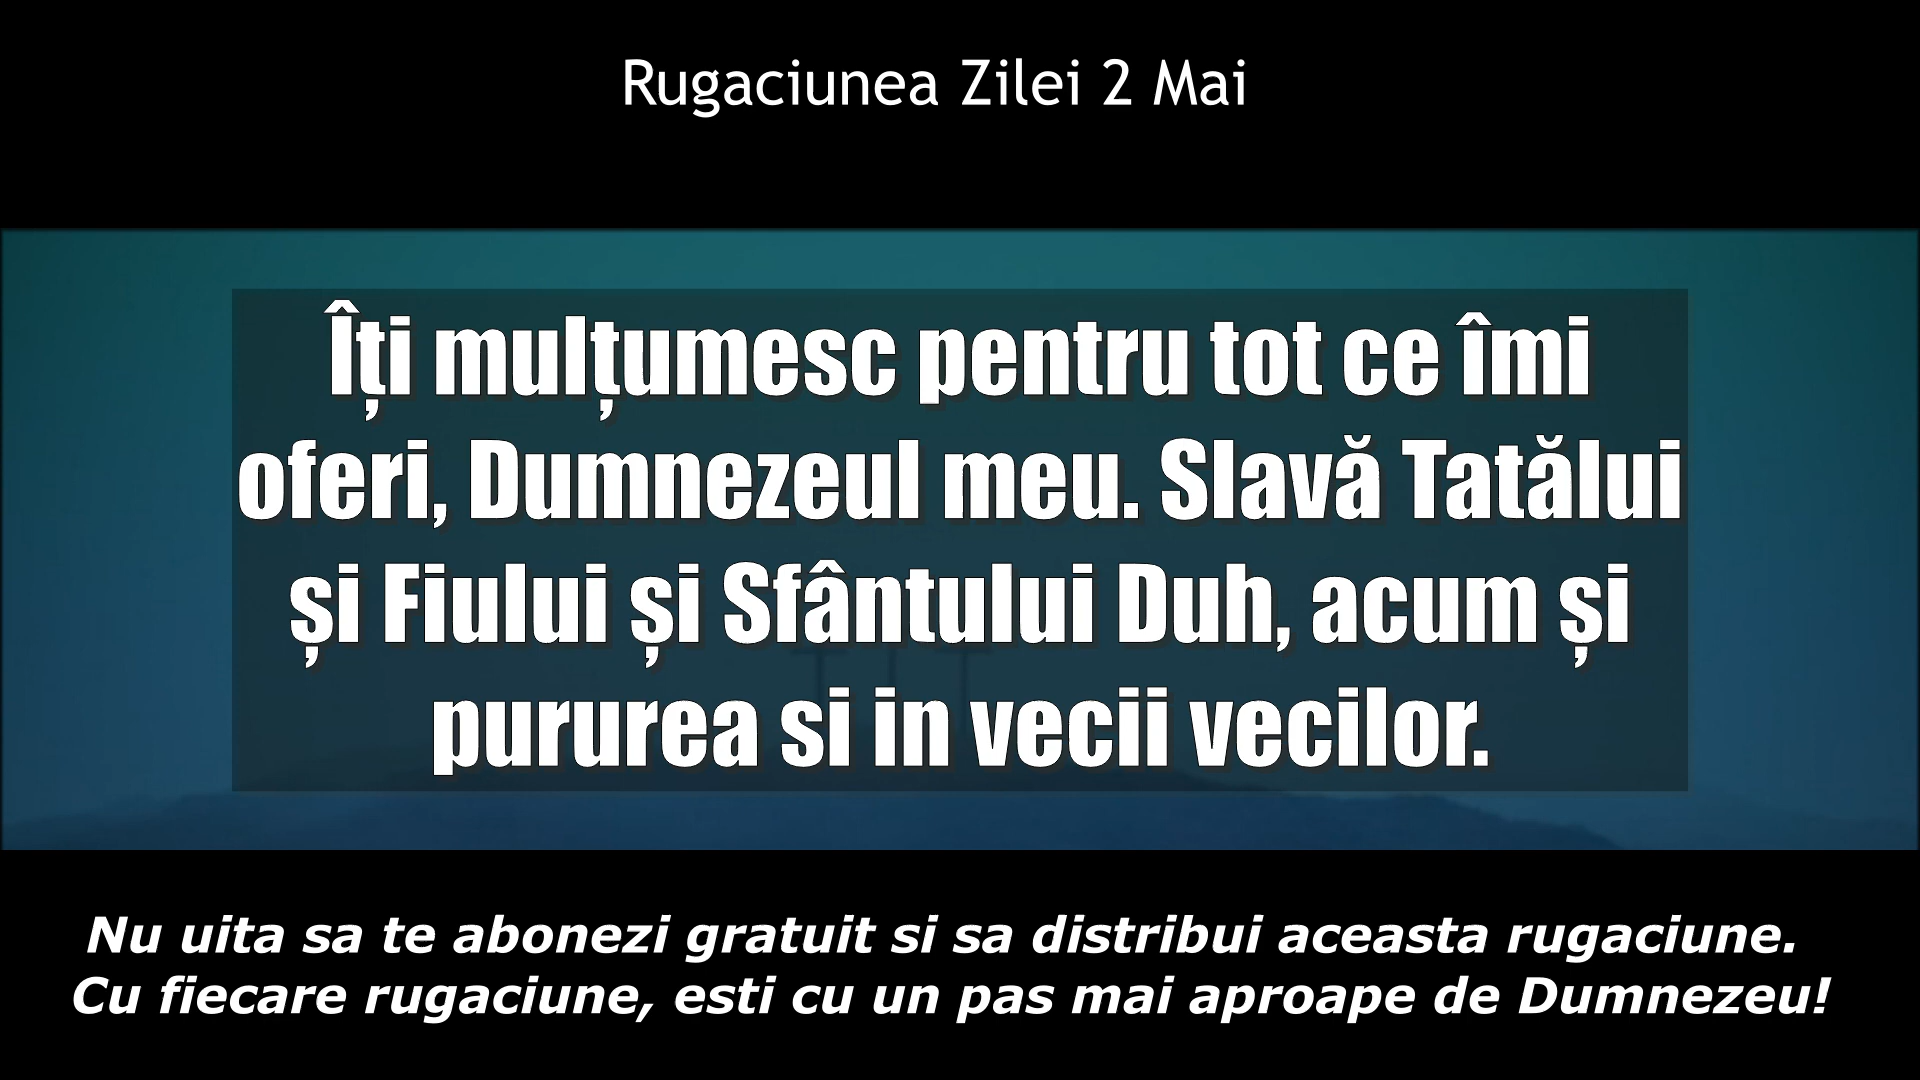 Rugaciunea Zilei 2 Mai
Îți mulțumesc pentru tot ce îmi
oferi, Dumnezeul meu. Slavă Tatălui
și Fiului și Sfântului Duh, acum și
pururea si in vecii vecilor.
Nu uita sa te abonezi gratuit si sa distribui aceasta rugaciune.
Cu fiecare rugaciune, esti cu un pas mai aproape de Dumnezeu!